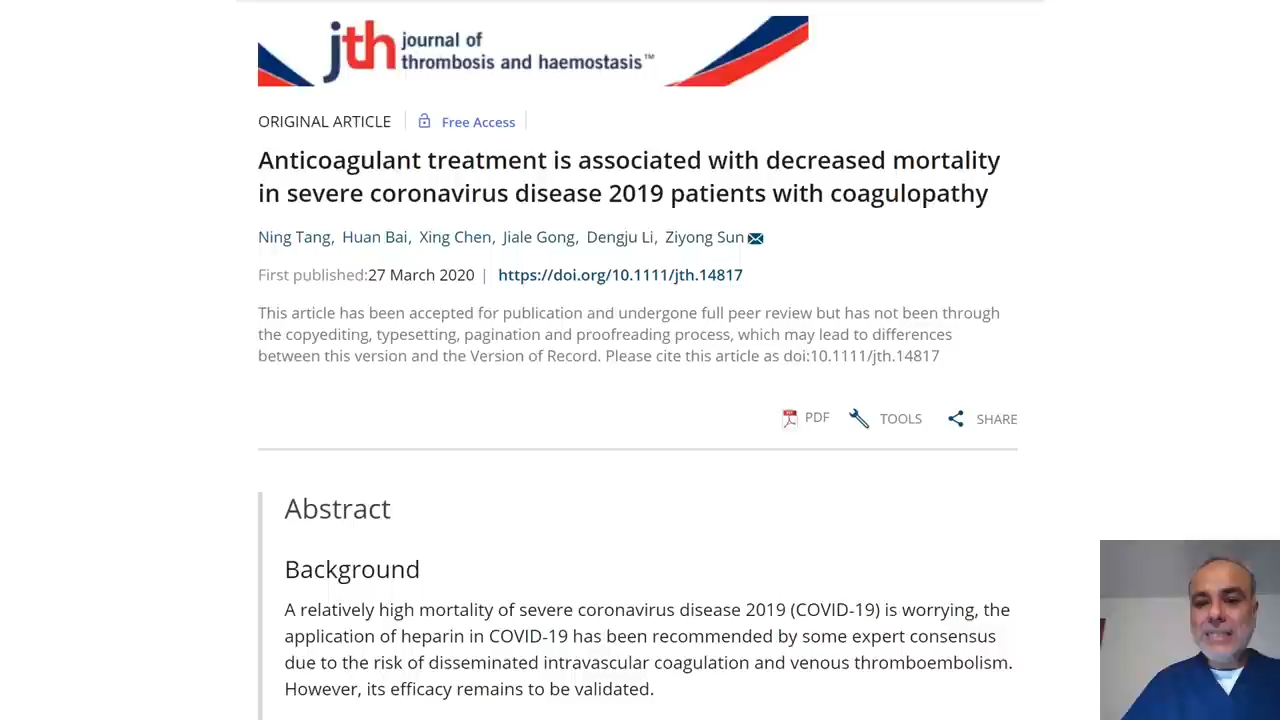 jth journal of
thrombosis and haemostasis™
ORIGINAL ARTICLE Free Access
Anticoagulant treatment is associated with decreased mortality
in severe coronavirus disease 2019 patients with coagulopathy
Ning Tang, Huan Bai, Xing Chen, Jiale Gong, Dengju Li, Ziyong Sun
First published:27 March 2020 | https://doi.org/10.1111/jth.14817
This article has been accepted for publication and undergone full peer review but has not been through
the copyediting, typesetting, pagination and proofreading process, which may lead to differences
between this version and the Version of Record. Please cite this article as doi:10.1111/jth.14817
PDF TOOLS SHARE
Abstract
Background
A relatively high mortality of severe coronavirus disease 2019 (COVID-19) is worrying, the
application of heparin in COVID-19 has been recommended by some expert consensus
due to the risk of disseminated intravascular coagulation and venous thromboembolism.
However, its efficacy remains to be validated.